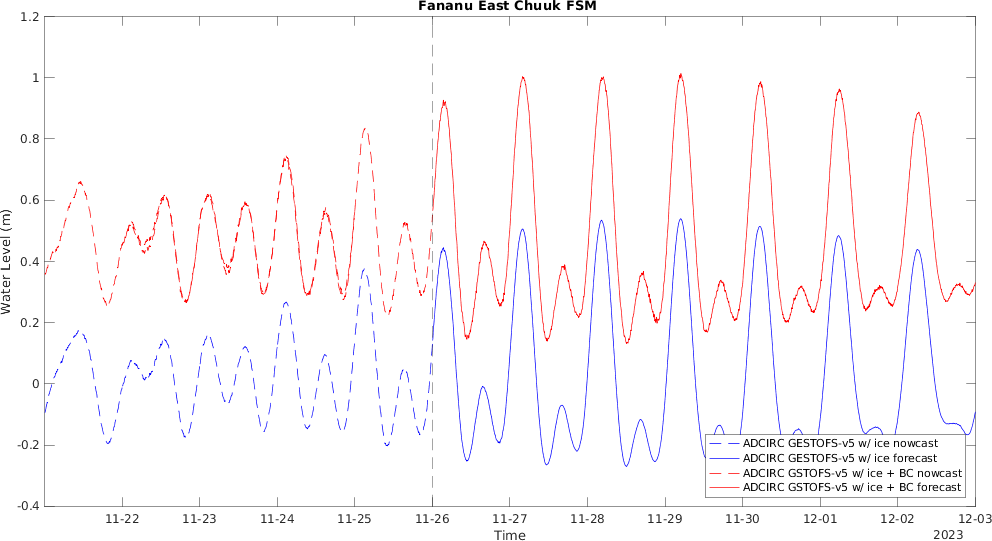 Fananu East Chuuk FSM
1.2
1
0.8
0.6
0.4
0.2
0
-0.2
-0.4
Water Level (m)
ADCIRC GESTOFS-v5 w/ ice nowcast
ADCIRC GESTOFS-v5 w/ ice forecast
ADCIRC GSTOFS-v5 w/ ice + BC nowcast
ADCIRC GSTOFS-v5 w/ ice + BC forecast
11-22 11-23 11-24 11-25 11-26 11-27 11-28 11-29 11-30 12-01 12-02 12-03
Time
2023